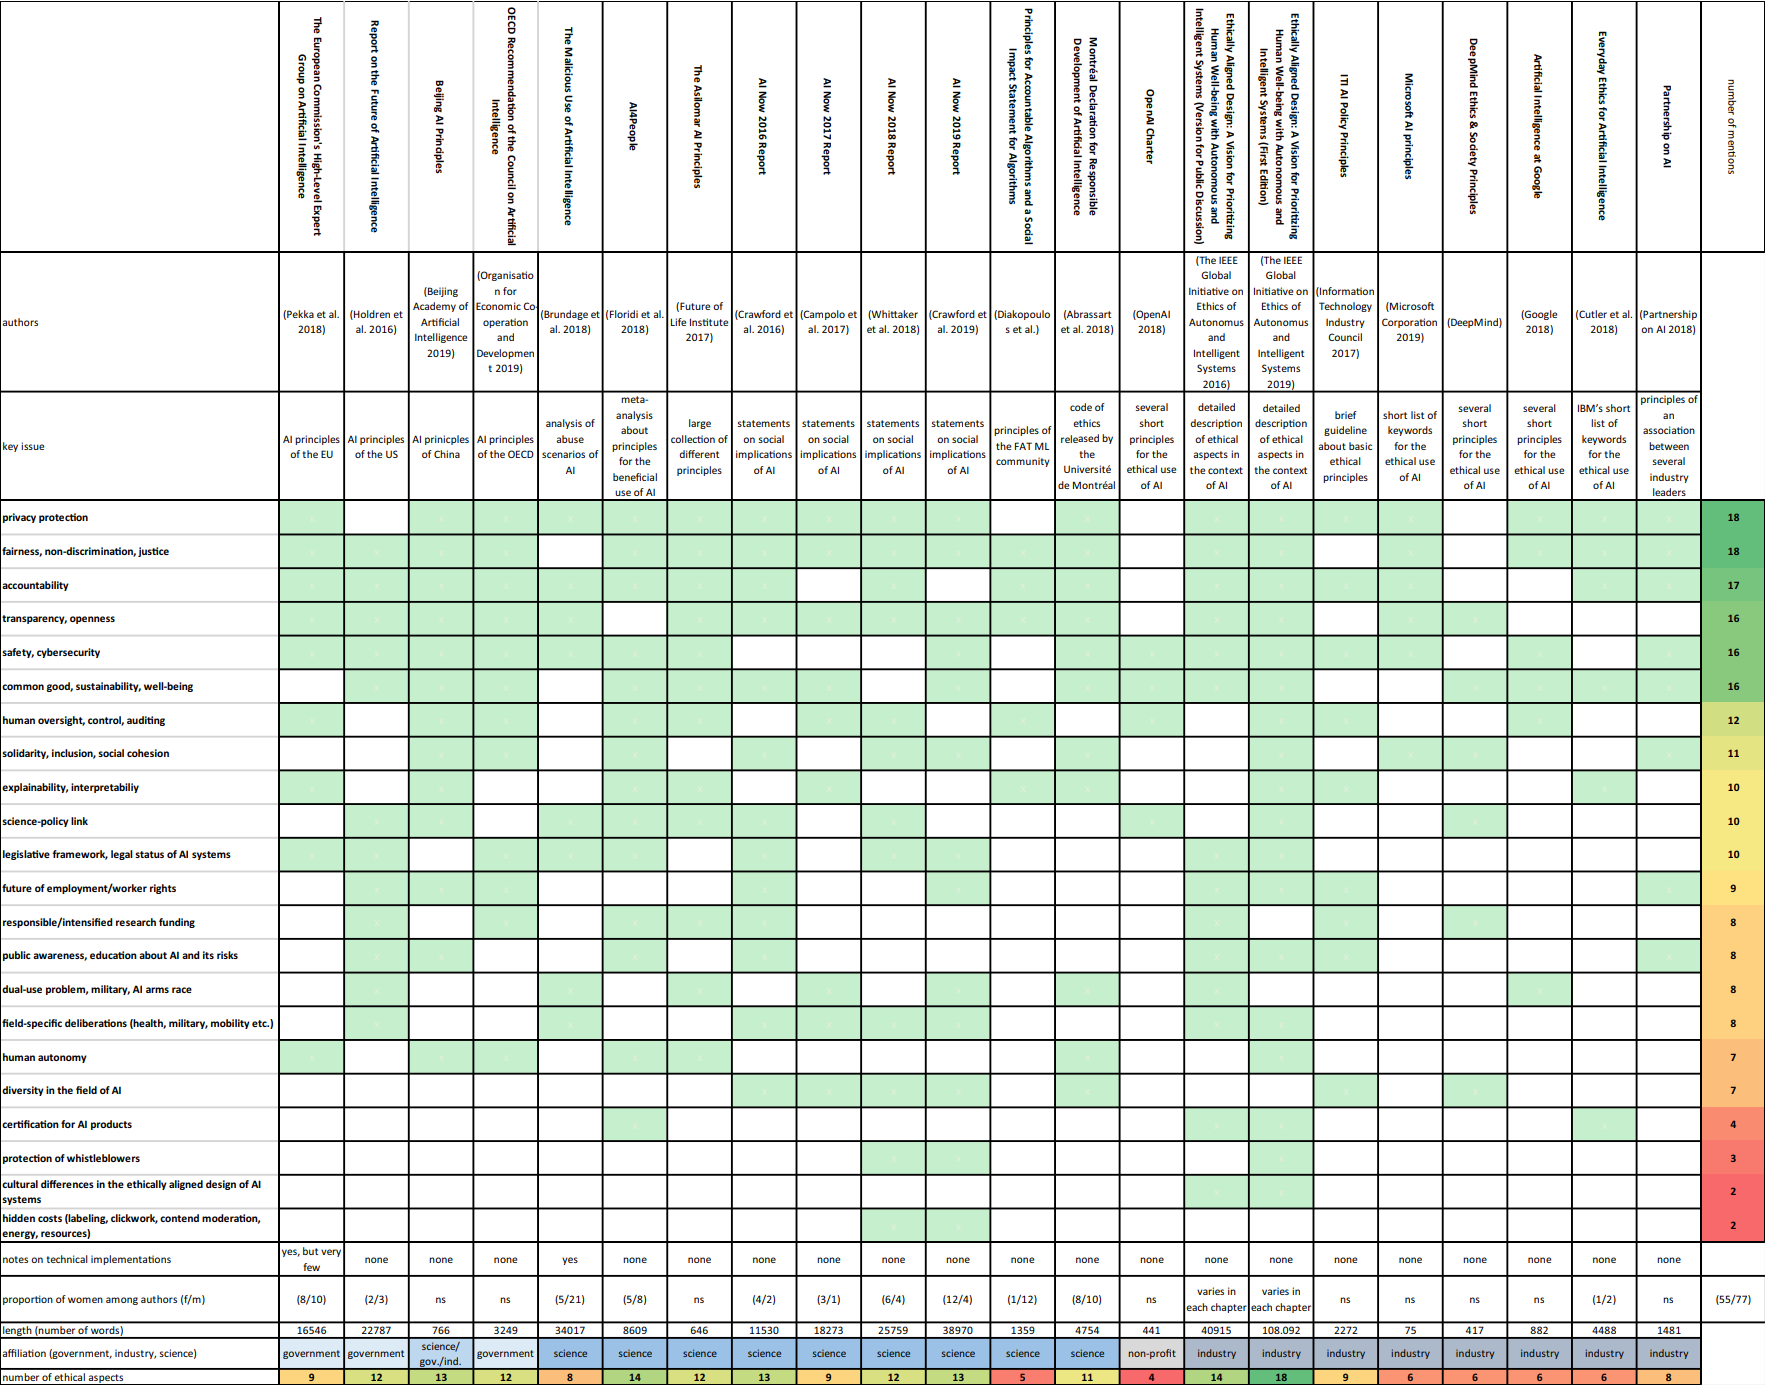 The European Commission's High-Level Expert
Group on Artificial Intelligence
Report on the Future of Artificial Intelligence
Beijing AI Principles
OECD Recommendation of the Council on Artificial
Intelligence
The Malicious Use of Artificial Intelligence
AI4People
The Asilomar AI Principles
AI Now 2016 Report
AI Now 2017 Report
AI Now 2018 Report
AI Now 2019 Report
Principles for Accountable Algorithms and a Social
Impact Statement for Algorithms
Montréal Declaration for Responsible
Development of Artificial Intelligence
OpenAI Charter
Ethically Aligned Design: A Vision for Prioritizing
Human Well-being with Autonomous and
Intelligent Systems (Version for Public Discussion)
Ethically Aligned Design: A Vision for Prioritizing
Human Well-being with Autonomous and
Intelligent Systems (First Edition)
ITI AI Policy Principles
Microsoft AI principles
DeepMind Ethics & Society Principles
Artificial Intelligence at Google
Everyday Ethics for Artificial Intelligence
Partnership on AI
number of mentions
authors
(Pekka et al.
2018)
(Holdren et
al. 2016)
(Beijing
Academy of
Artificial
Intelligence
2019)
(Organisatio
n for
Economic Co-
operation
and
Developmen
t 2019)
(Brundage et
al. 2018)
(Floridi et al.
2018)
(Future of
Life Institute
2017)
(Crawford et
al. 2016)
(Campolo et
al. 2017)
(Whittaker
et al. 2018)
(Crawford et
al. 2019)
(Diakopoulo
s et al.)
(Abrassart
et al. 2018)
(OpenAI
2018)
(The IEEE
Global
Initiative on
Ethics of
Autonomus
and
Intelligent
Systems
2016)
(The IEEE
Global
Initiative on
Ethics of
Autonomus
and
Intelligent
Systems
2019)
(Information
Technology
Industry
Council
2017)
(Microsoft
Corporation
2019)
(DeepMind)
(Google
2018)
(Cutler et al.
2018)
(Partnership
on AI 2018)
key issue
AI principles
of the EU
AI principles
of the US
AI prinicples
of China
AI principles
of the OECD
analysis of
abuse
scenarios of
AI
meta-
analysis
about
principles
for the
beneficial
use of AI
large
collection of
different
principles
statements
on social
implications
of AI
statements
on social
implications
of AI
statements
on social
implications
of AI
statements
on social
implications
of AI
principles of
the FAT ML
community
code of
ethics
released by
the
Université
de Montréal
several
short
principles
for the
ethical use
of AI
detailed
description
of ethical
aspects in
the context
of AI
detailed
description
of ethical
aspects in
the context
of AI
brief
guideline
about basic
ethical
principles
short list of
keywords
for the
ethical use
of AI
several
short
principles
for the
ethical use
of AI
several
short
principles
for the
ethical use
of AI
IBM's short
list of
keywords
for the
ethical use
of AI
principles of
an
association
between
several
industry
leaders
privacy protection 18
fairness, non-discrimination, justice 18
accountability 17
transparency, openness 16
safety, cybersecurity 16
common good, sustainability, well-being 16
human oversight, control, auditing 12
solidarity, inclusion, social cohesion 11
explainability, interpretabiliy 10
science-policy link 10
legislative framework, legal status of AI systems 10
future of employment/worker rights 9
responsible/intensified research funding 8
public awareness, education about AI and its risks 8
dual-use problem, military, AI arms race 8
field-specific deliberations (health, military, mobility etc.) 8
human autonomy 7
diversity in the field of AI 7
certification for AI products 4
protection of whistleblowers 3
cultural differences in the ethically aligned design of AI
systems 2
hidden costs (labeling, clickwork, contend moderation,
energy, resources) 2
notes on technical implementations yes, but very
few none none none yes none none none none none none none none none none none none none none none none none
proportion of women among authors (f/m) (8/10) (2/3) ns ns (5/21) (5/8) ns (4/2) (3/1) (6/4) (12/4) (1/12) (8/10) ns varies in
each chapter varies in
each chapter ns ns ns ns (1/2) ns (55/77)
length (number of words) 16546 22787 766 3249 34017 8609 646 11530 18273 25759 38970 1359 4754 441 40915 108.092 2272 75 417 882 4488 1481
affiliation (government, industry, science) government government science/
gov./ind. government science science science science science science science science science non-profit industry industry industry industry industry industry industry industry
number of ethical aspects 9 12 13 12 8 14 12 13 9 12 13 5 11 4 14 18 9 6 6 6 6 8